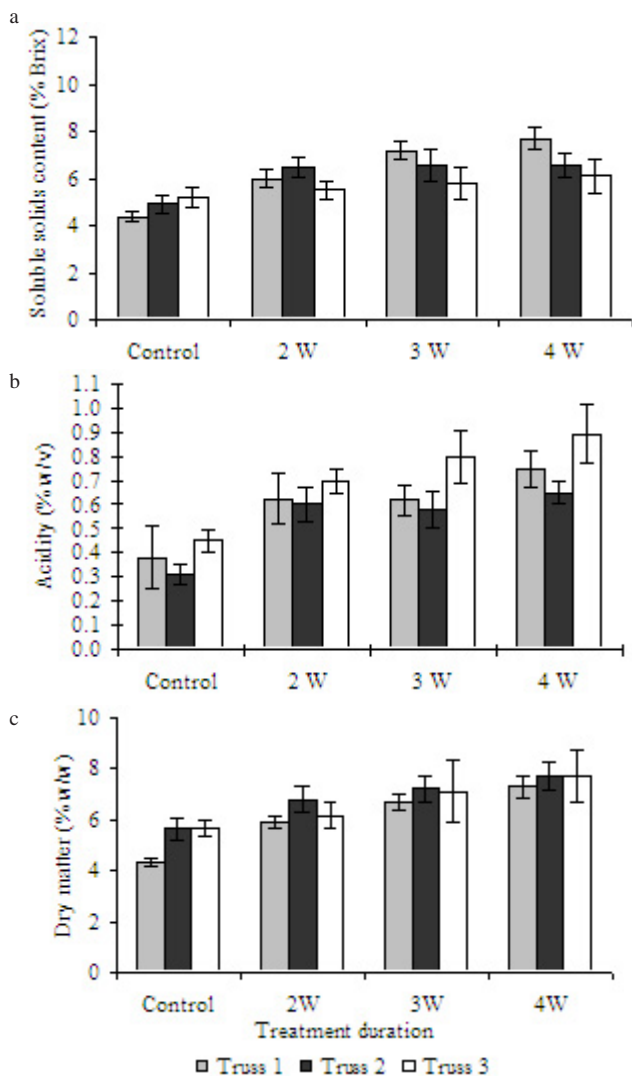 a
Soluble solids content (% Brix)
12
10
8
6
4
2
0
Control 2 W 3 W 4 W
b
Acidity (% w/v)
1.1
1.0
0.9
0.8
0.7
0.6
0.5
0.4
0.3
0.2
0.1
0.0
Control 2 W 3 W 4 W
c
Dry matter (% w/w)
10
8
6
4
2
0
Control 2W 3W 4W
Treatment duration
Truss 1 Truss 2 Truss 3